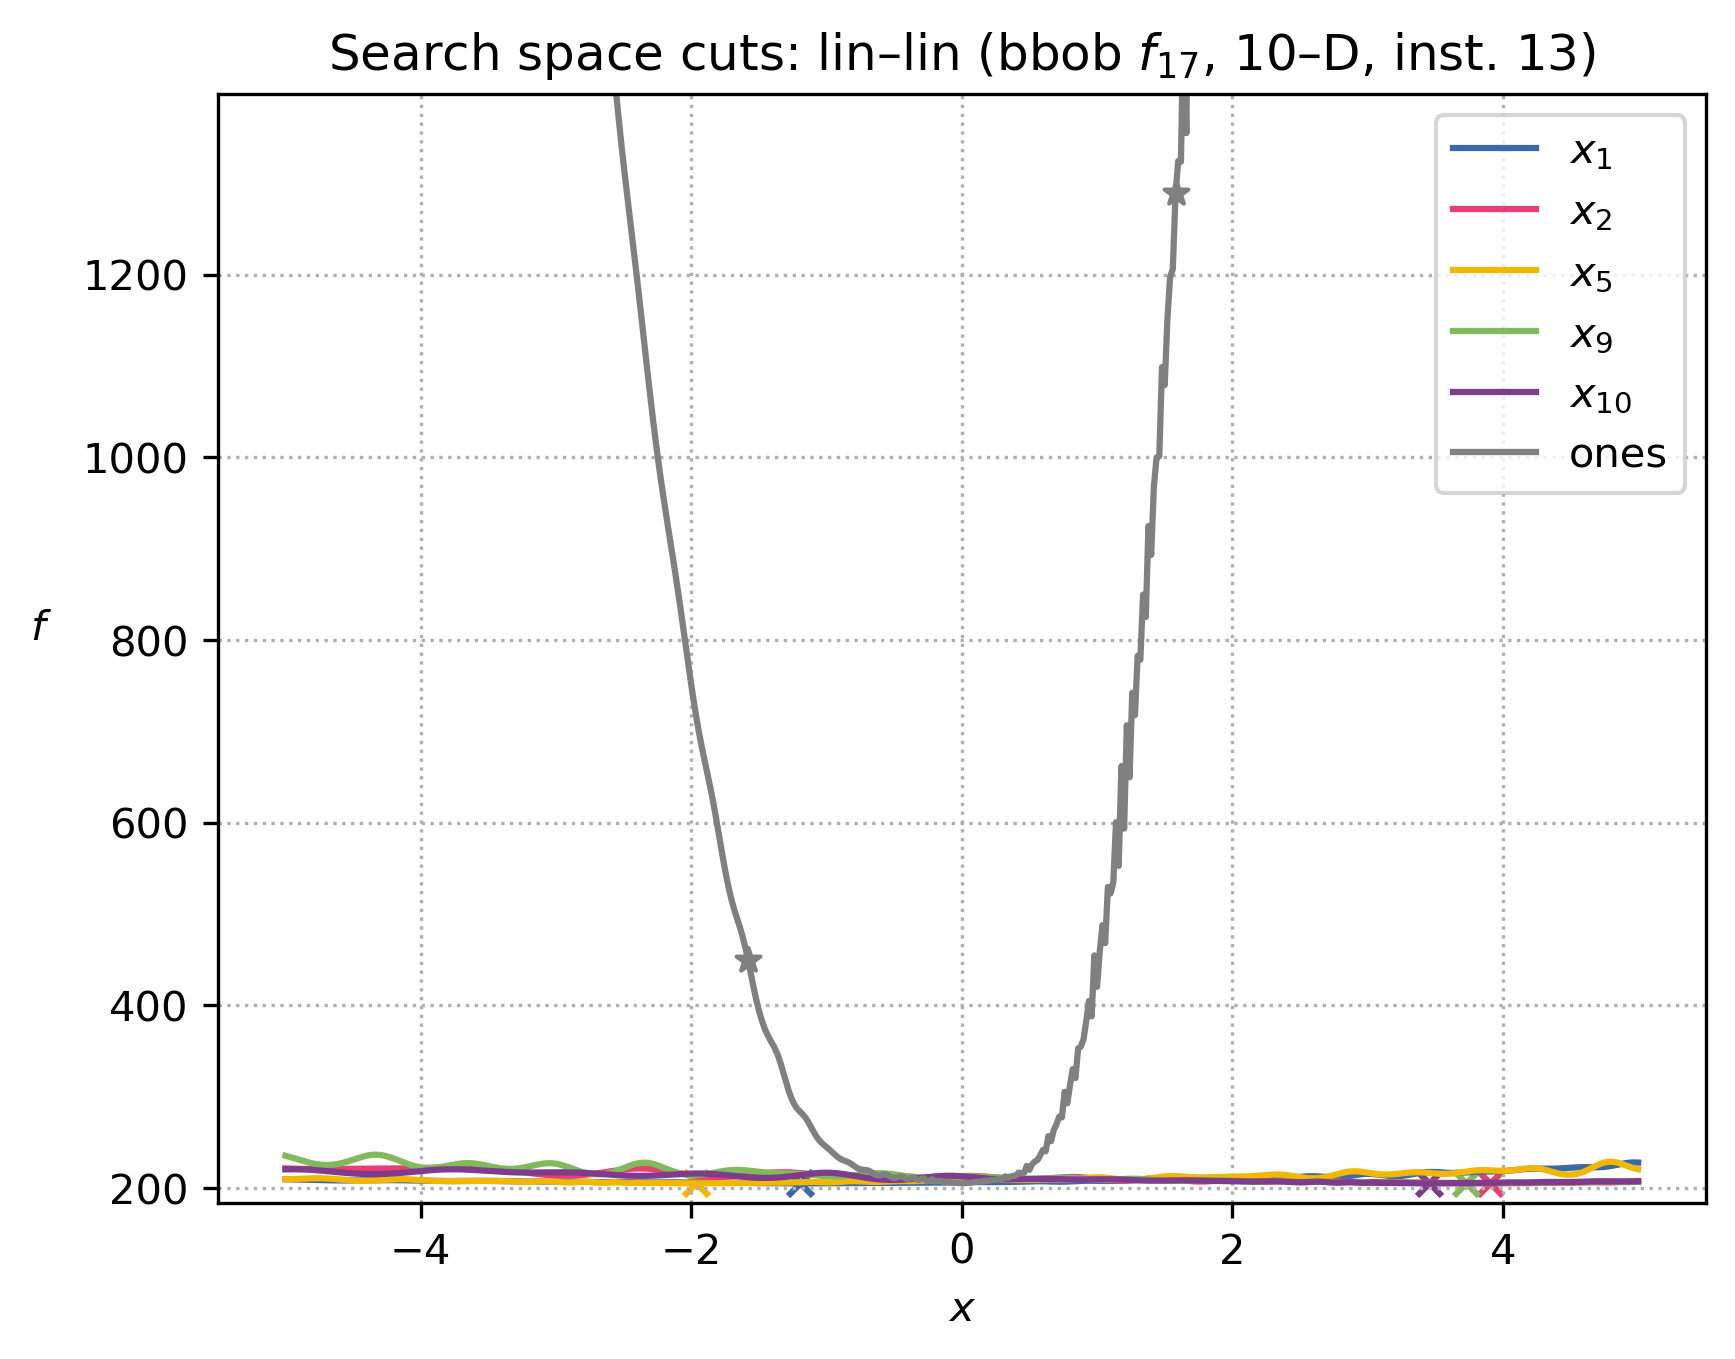 Search space cuts: lin–lin (bbob f17, 10–D, inst. 13)
x1
x2
x5
x9
x10
ones
1200
1000
800
600
400
200
f
−4
−2
0
2
4
x